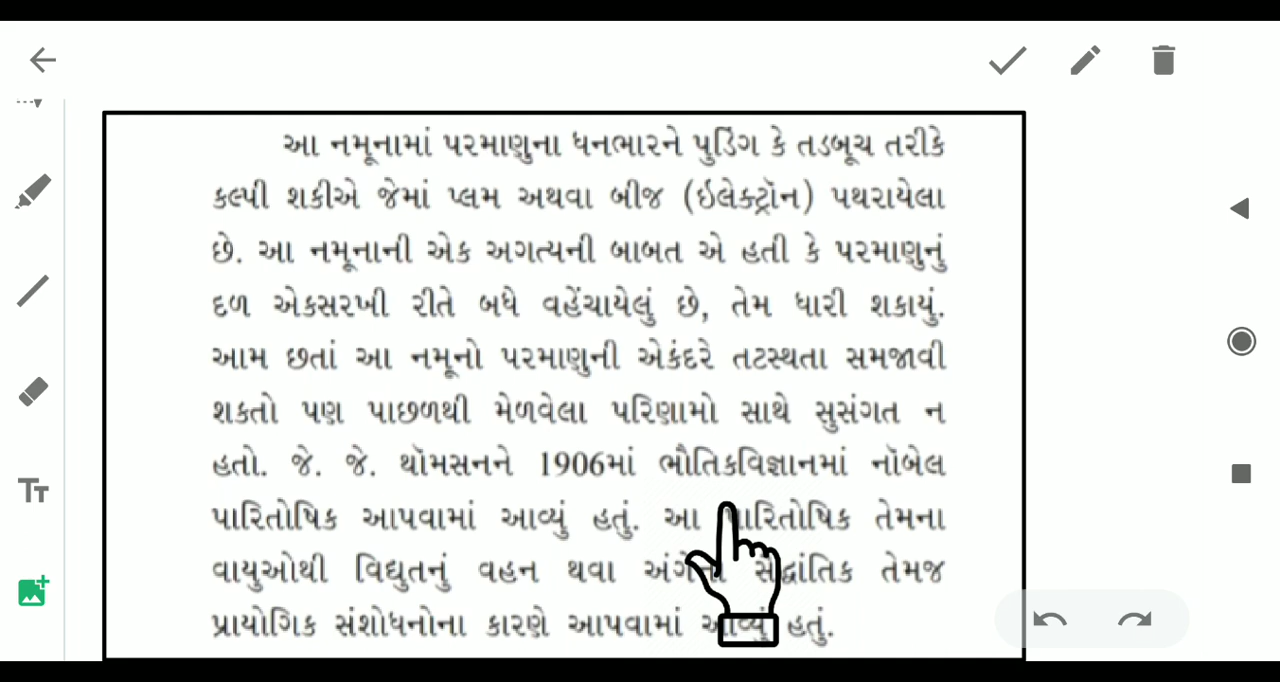 આ નમૂનામાં પરમાણુના ધનભારને પુડિંગ કે તડબૂચ તરીકે
કલ્પી શકીએ જેમાં પ્લમ અથવા બીજ (ઇલેક્ટ્રૉન) પથરાયેલા
છે. આ નમૂનાની એક અગત્યની બાબત એ હતી કે પરમાણુનું
દળ એકસરખી રીતે બધે વહેંચાયેલું છે, તેમ ધારી શકાયું.
આમ છતાં આ નમૂનો પરમાણુની એકંદરે તટસ્થતા સમજાવી
શકતો પણ પાછળથી મેળવેલા પરિણામો સાથે સુસંગત ન
હતો. જે. જે. થૉમસનને 1906માં ભૌતિકવિજ્ઞાનમાં નૉબેલ
પારિતોષિક આપવામાં આવ્યું હતું. આ પારિતોષિક તેમના
વાયુઓથી વિદ્યુતનું વહન થવા સૈદ્ધાંતિક તેમજ
પ્રાયોગિક સંશોધનોના કારણે આપવામાં આવ્યું હતું.
TT